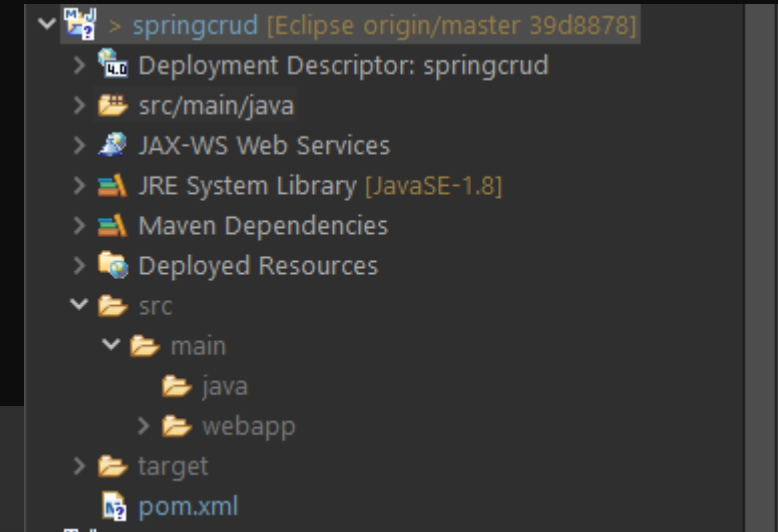 > springcrud [Eclipse origin/master 39d8878]
Deployment Descriptor: springcrud
src/main/java
JAX-WS Web Services
JRE System Library [JavaSE-1.8]
Maven Dependencies
Deployed Resources
src
main
java
webapp
target
pom.xml